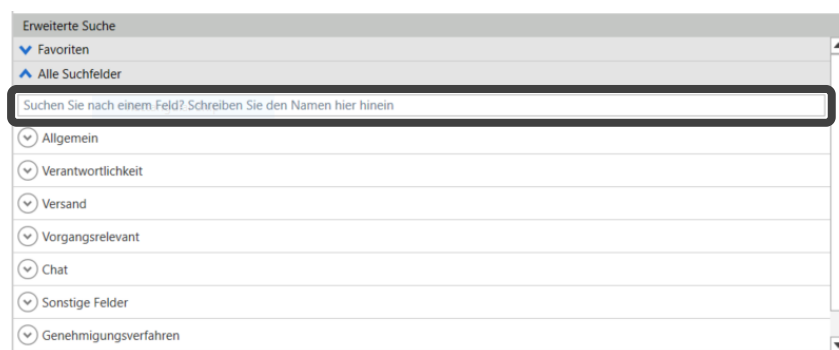 Erweiterte Suche
Favoriten
Alle Suchfelder
Suchen Sie nach einem Feld? Schreiben Sie den Namen hier hinein
Allgemein
Verantwortlichkeit
Versand
Vorgangsrelevant
Chat
Sonstige Felder
Genehmigungsverfahren